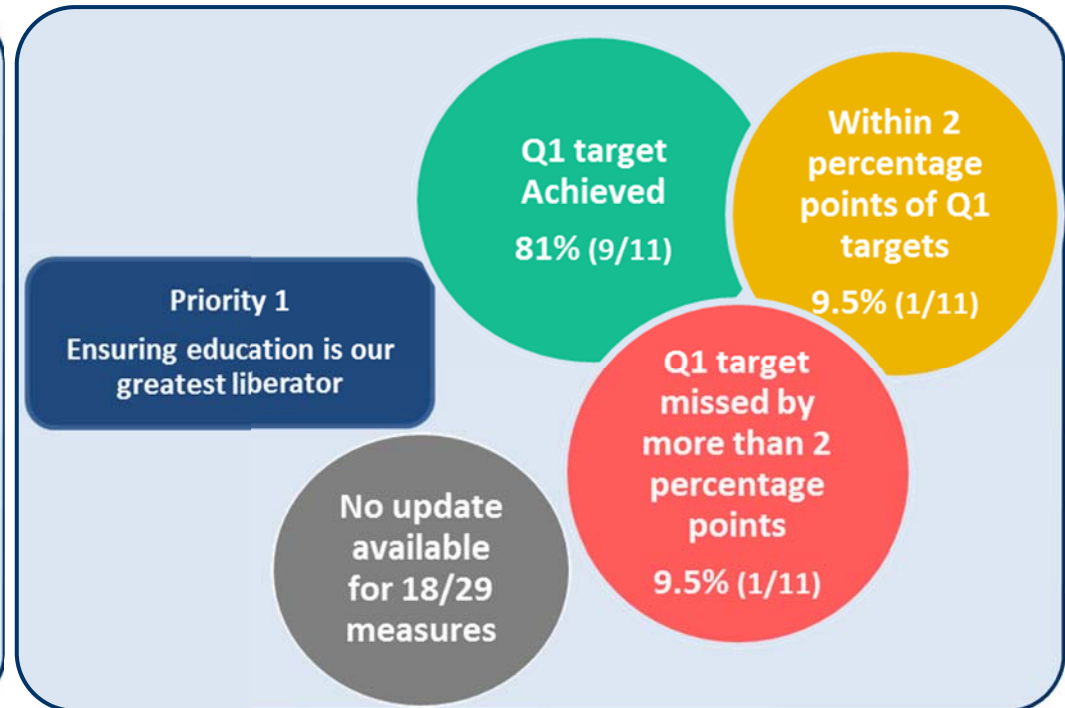 Priority 1
Ensuring education is our
greatest liberator
Q1 target
Achieved
81% (9/11)
Within 2
percentage
points of Q1
targets
9.5% (1/11)
Q1 target
missed by
more than 2
percentage
points
9.5% (1/11)
No update
available
for 18/29
measures